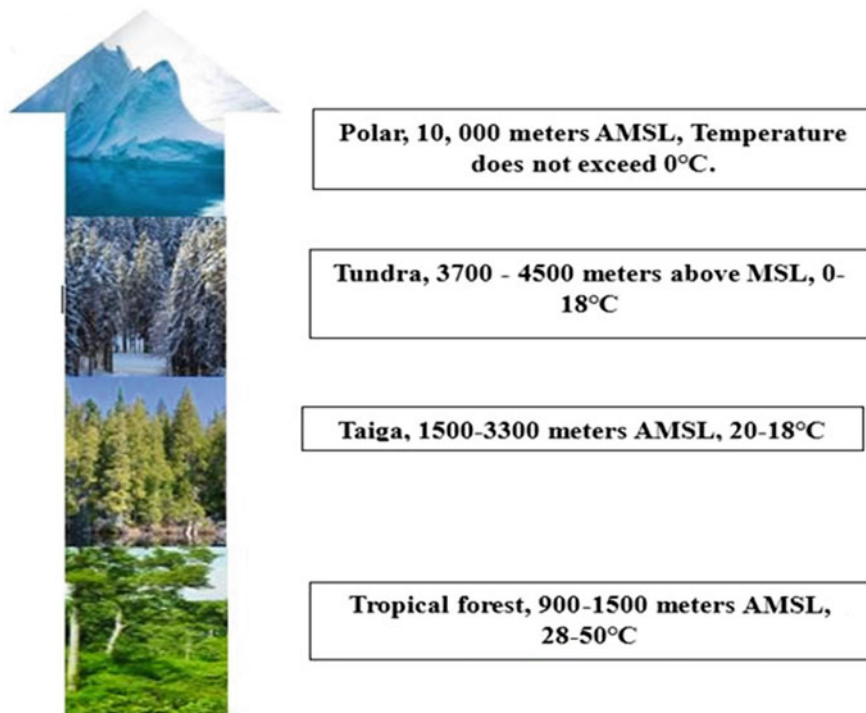 Polar, 10, 000 meters AMSL, Temperature
does not exceed 0°C.
Tundra, 3700 - 4500 meters above MSL, 0-
18°C
Taiga, 1500-3300 meters AMSL, 20-18°C
Tropical forest, 900-1500 meters AMSL,
28-50°C